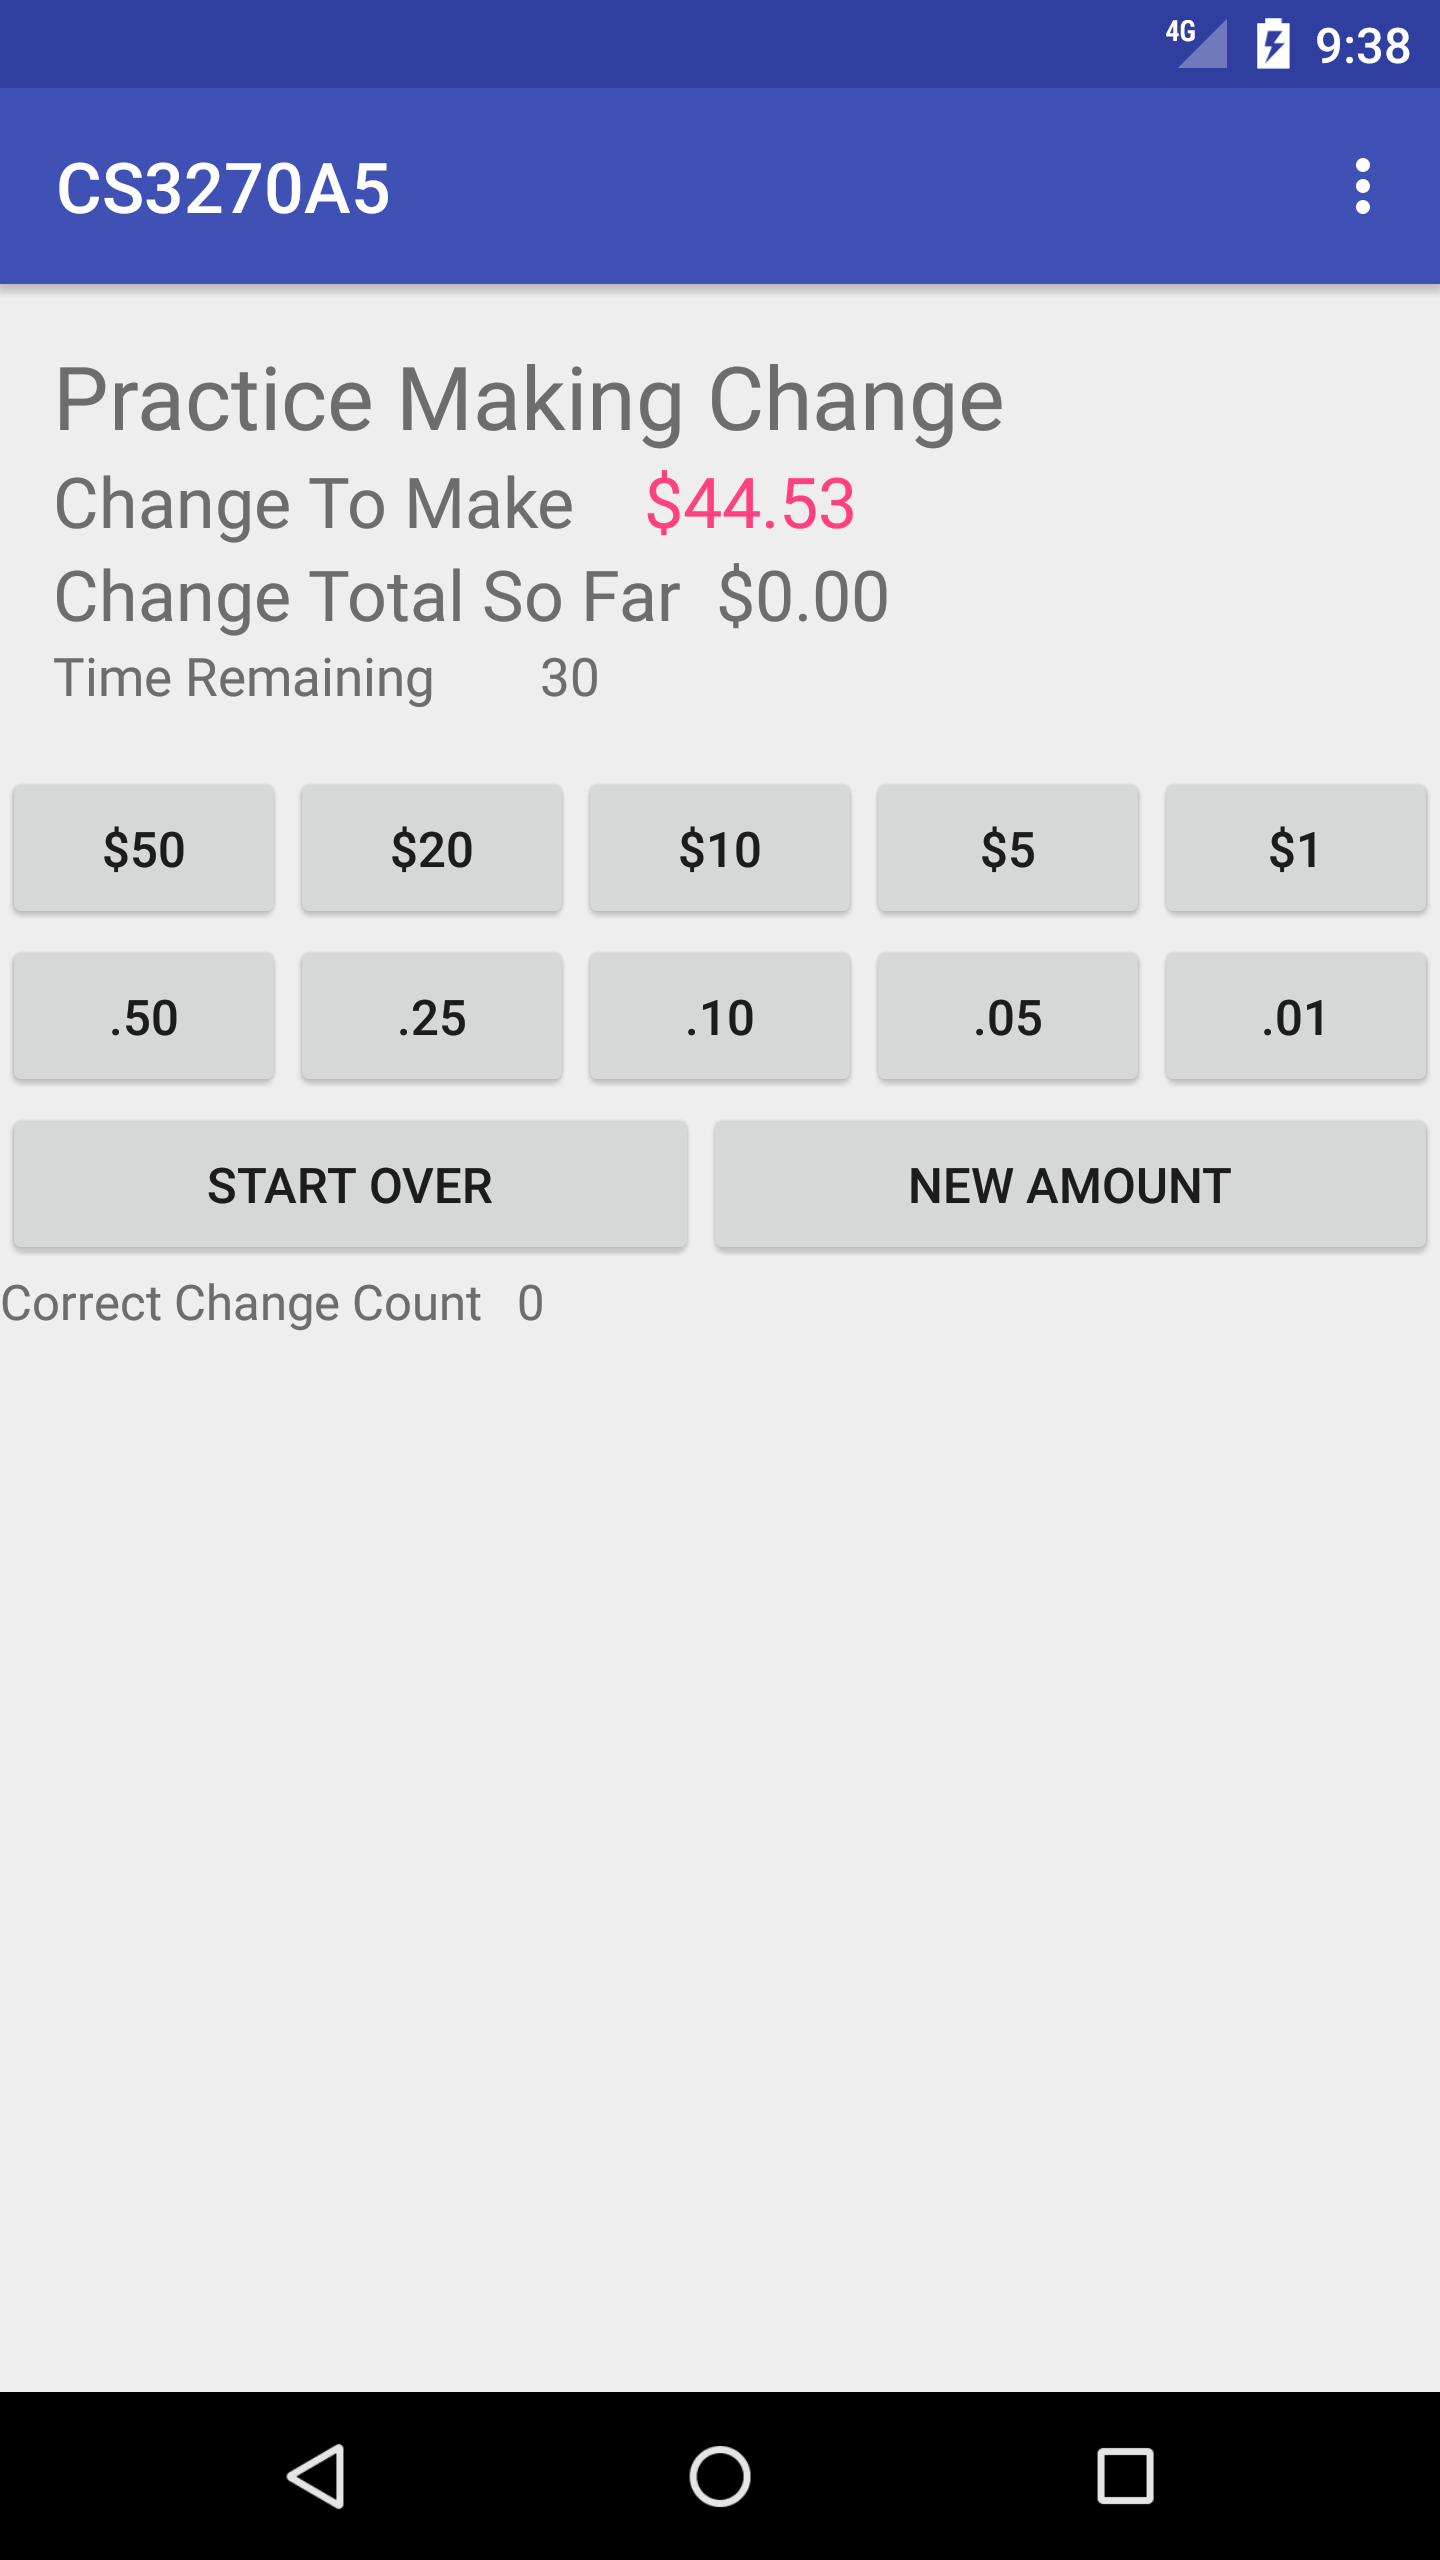 4G 9:38
CS3270A5
Practice Making Change
Change To Make $44.53
Change Total So Far $0.00
Time Remaining 30
$50 $20 $10 $5 $1
.50 .25 .10 .05 .01
START OVER NEW AMOUNT
Correct Change Count 0